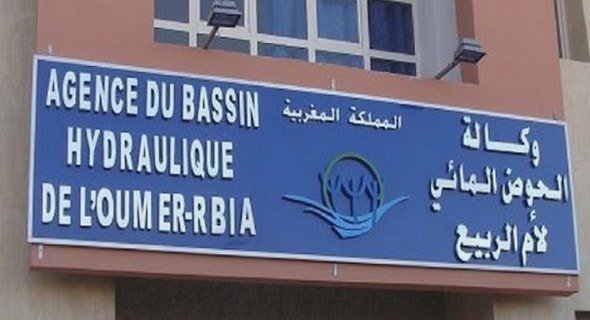 AGENCE DU BASSIN
HYDRAULIQUE
DE L'OUM ER-RBIA
المملكة المغربية
وكالة
الحوض المائي
لأم الربيع